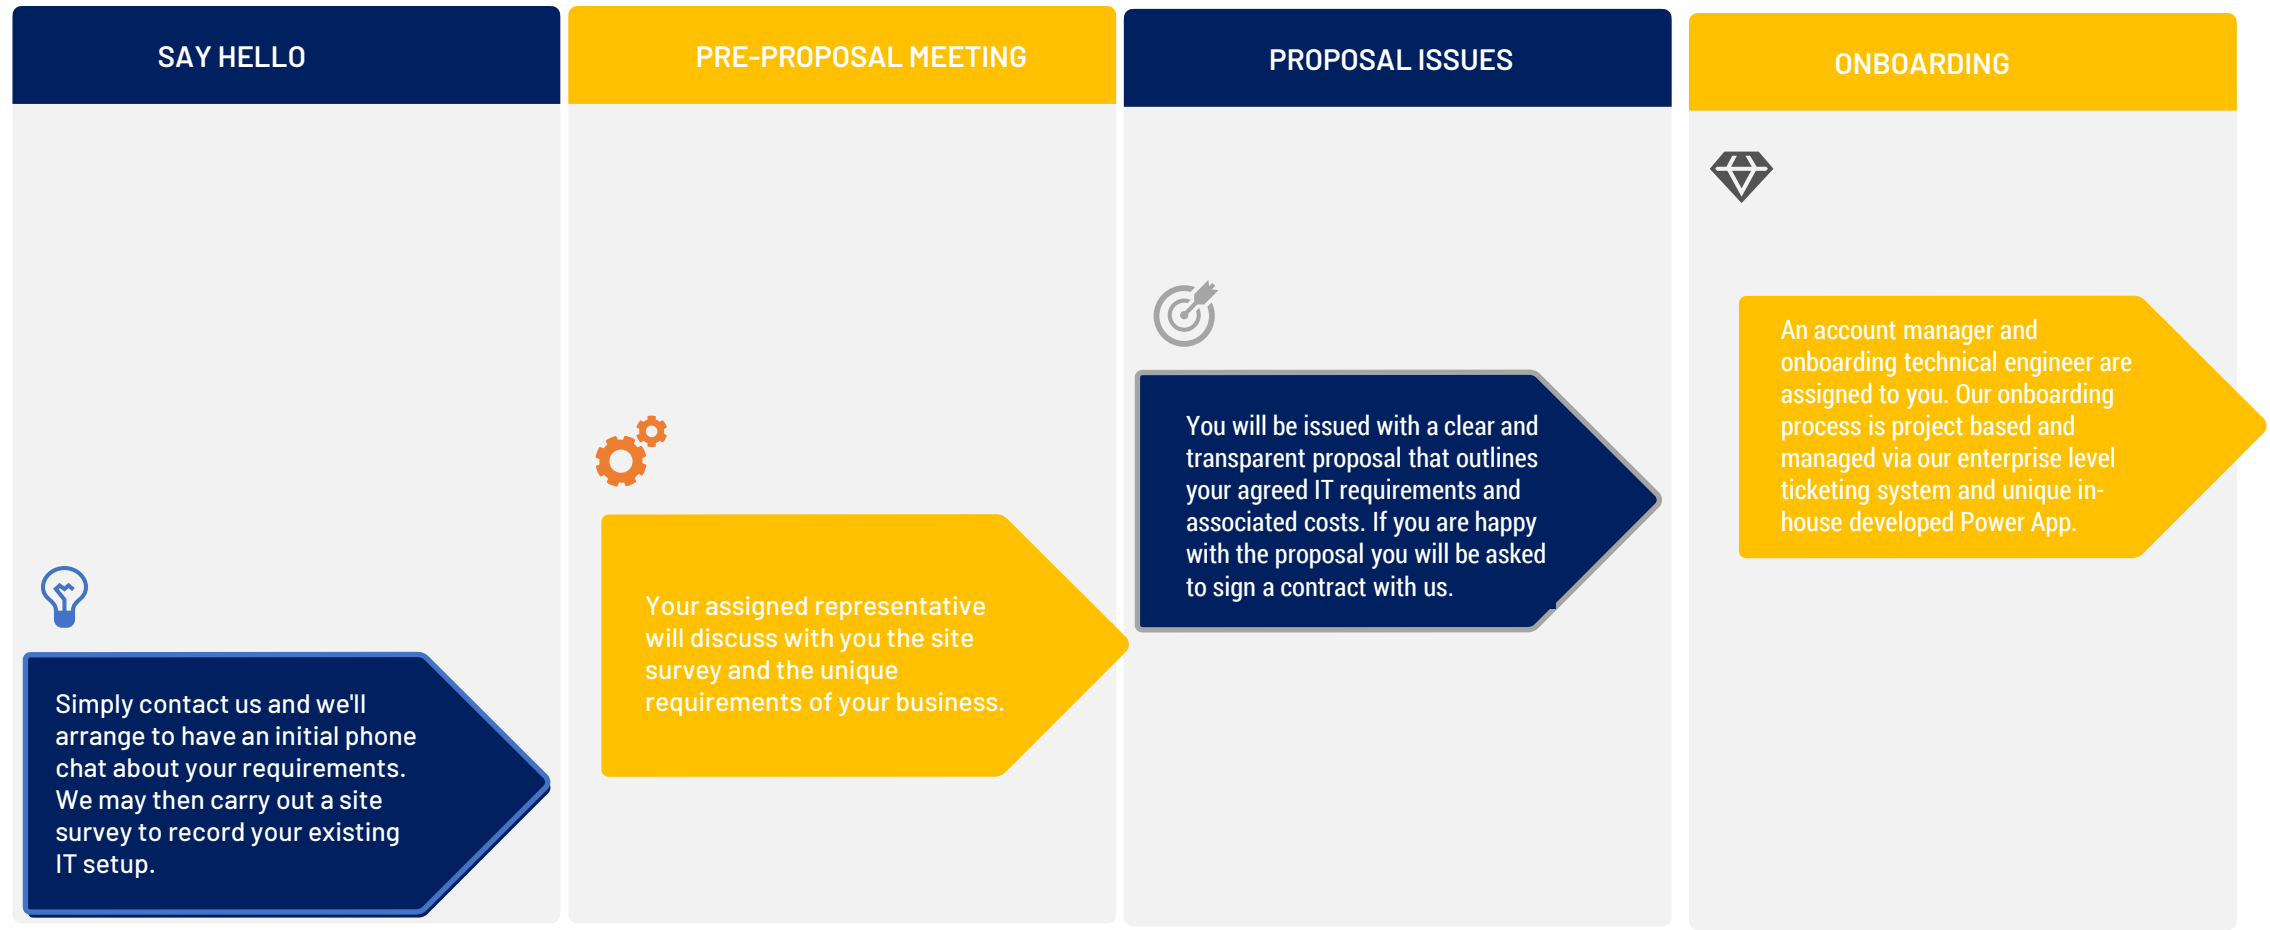 SAY HELLO
PRE-PROPOSAL MEETING
PROPOSAL ISSUES
ONBOARDING
Simply contact us and we'll
arrange to have an initial phone
chat about your requirements.
We may then carry out a site
survey to record your existing
IT setup.
Your assigned representative
will discuss with you the site
survey and the unique
requirements of your business.
You will be issued with a clear and
transparent proposal that outlines
your agreed IT requirements and
associated costs. If you are happy
with the proposal you will be asked
to sign a contract with us.
An account manager and
onboarding technical engineer are
assigned to you. Our onboarding
process is project based and
managed via our enterprise level
ticketing system and unique in-
house developed Power App.